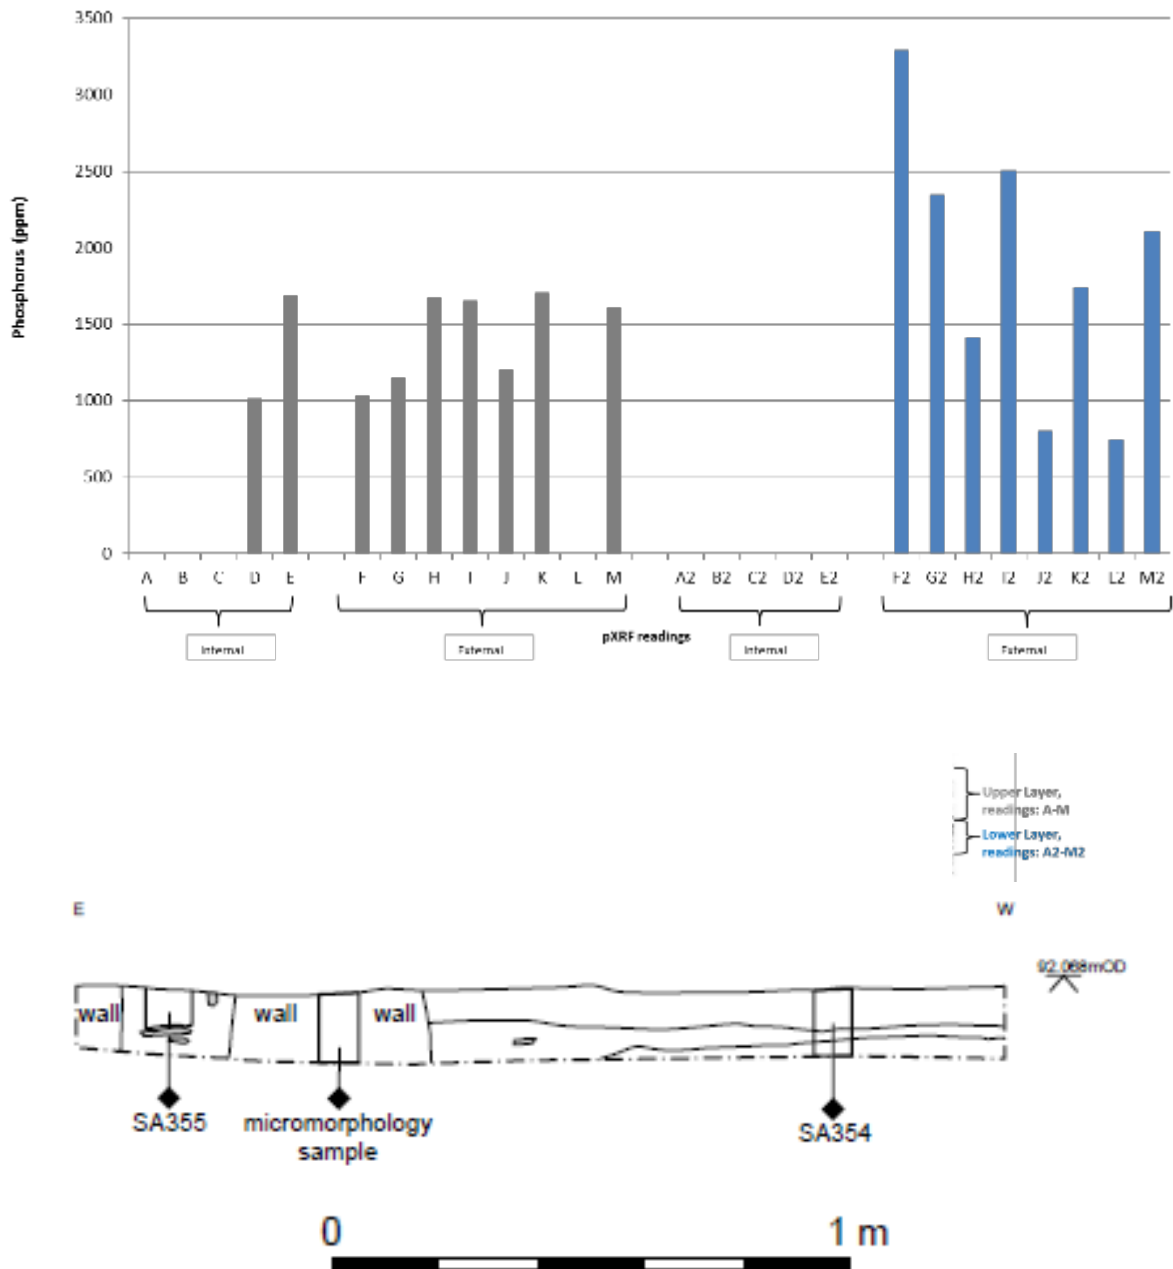 3500
3000
2500
2000
1500
1000
500
0
Phosphorus (ppm)
A B C D E F G H I J K L M A2 B2 C2 D2 E2 F2 G2 H2 I2 J2 K2 L2 M2
Internal External Internal External
pXRF readings
Upper Layer,
readings: A-M
Lower Layer,
readings: A2-M2
E W
92.068mOD
wall wall wall
SA355
micromorphology
sample
SA354
0 1 m